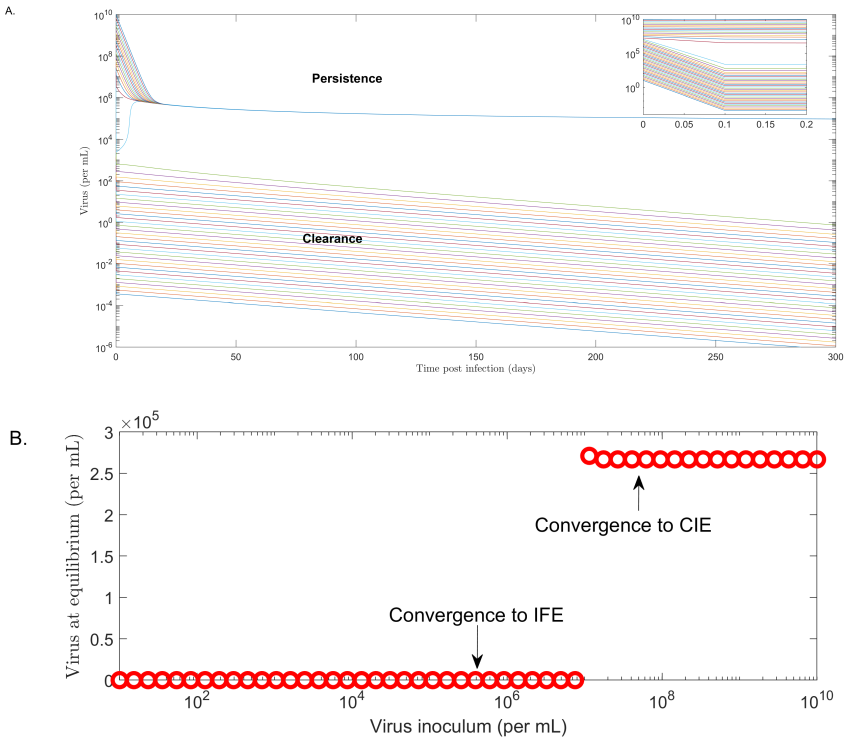 A.
10^10
10^8
10^6
10^4
10^2
10^0
10^-2
10^-4
10^-6
Virus (per mL)
Persistence
Clearance
10^10
10^5
10^0
0 0.05 0.1 0.15 0.2
0 50 100 150 200 250 300
Time post infection (days)
B.
×10^5
3
2.5
2
1.5
1
0.5
0
Virus at equilibrium (per mL)
Convergence to CIE
Convergence to IFE
10^2 10^4 10^6 10^8 10^10
Virus inoculum (per mL)